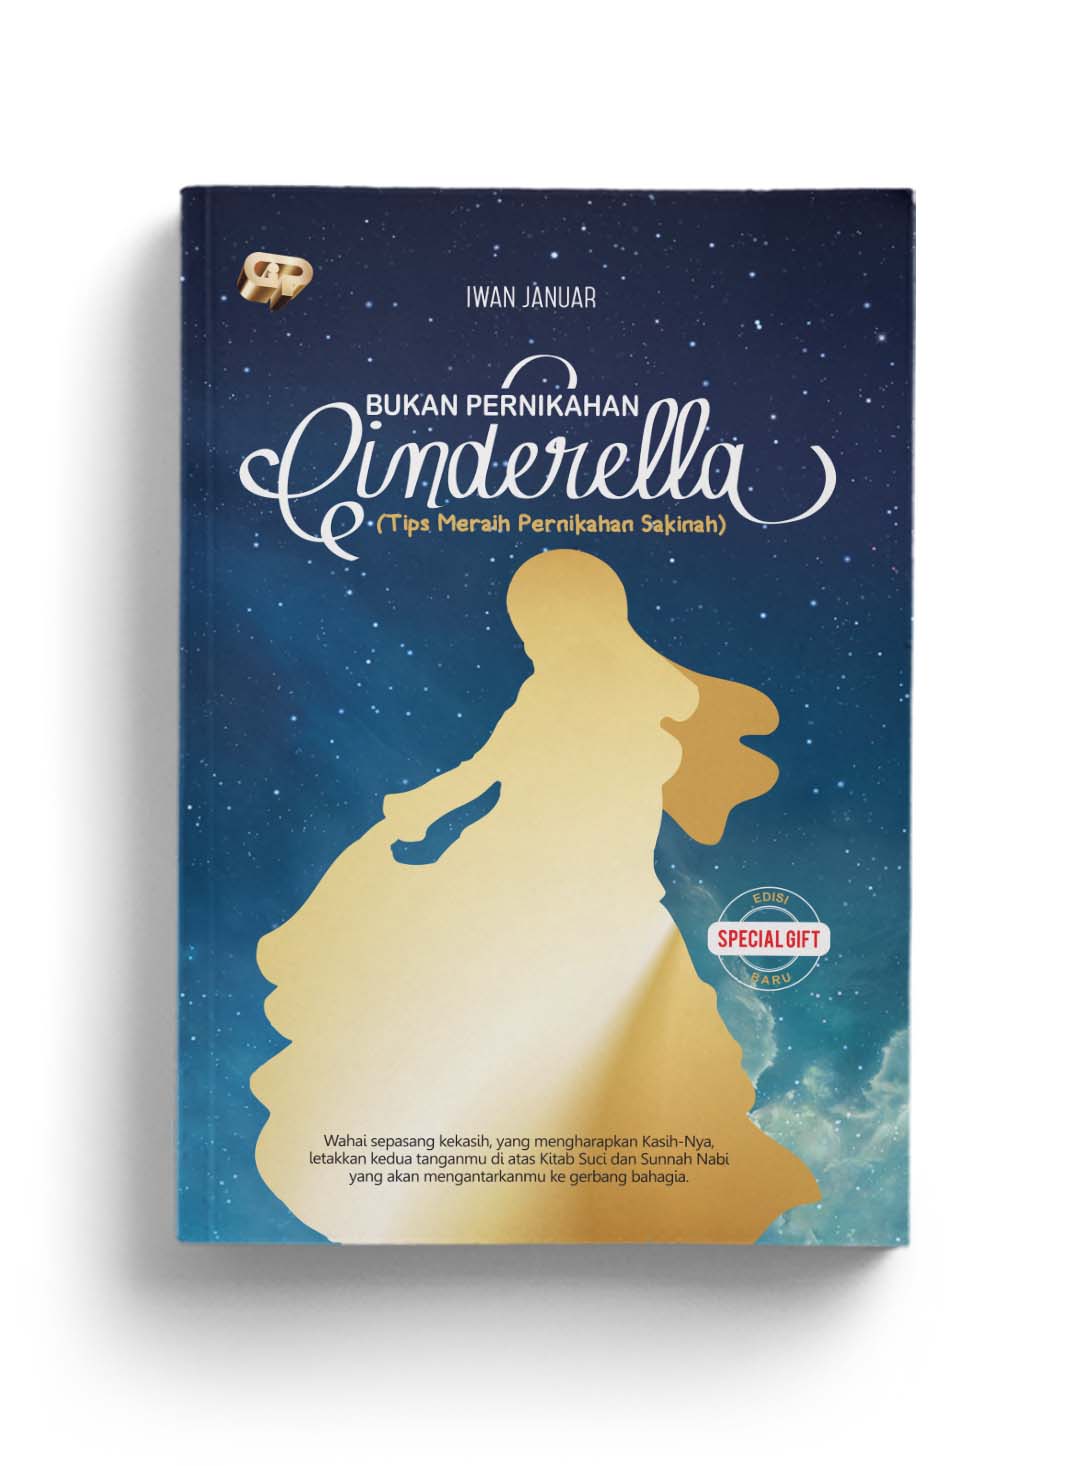 IWAN JANUAR
BUKAN PERNIKAHAN
Cinderella
(Tips Meraih Pernikahan Sakinah)
EDISI
SPECIAL GIFT
BARU
Wahai sepasang kekasih, yang mengharapkan Kasih-Nya,
letakkan kedua tanganmu di atas Kitab Suci dan Sunnah Nabi
yang akan mengantarkanmu ke gerbang bahagia.